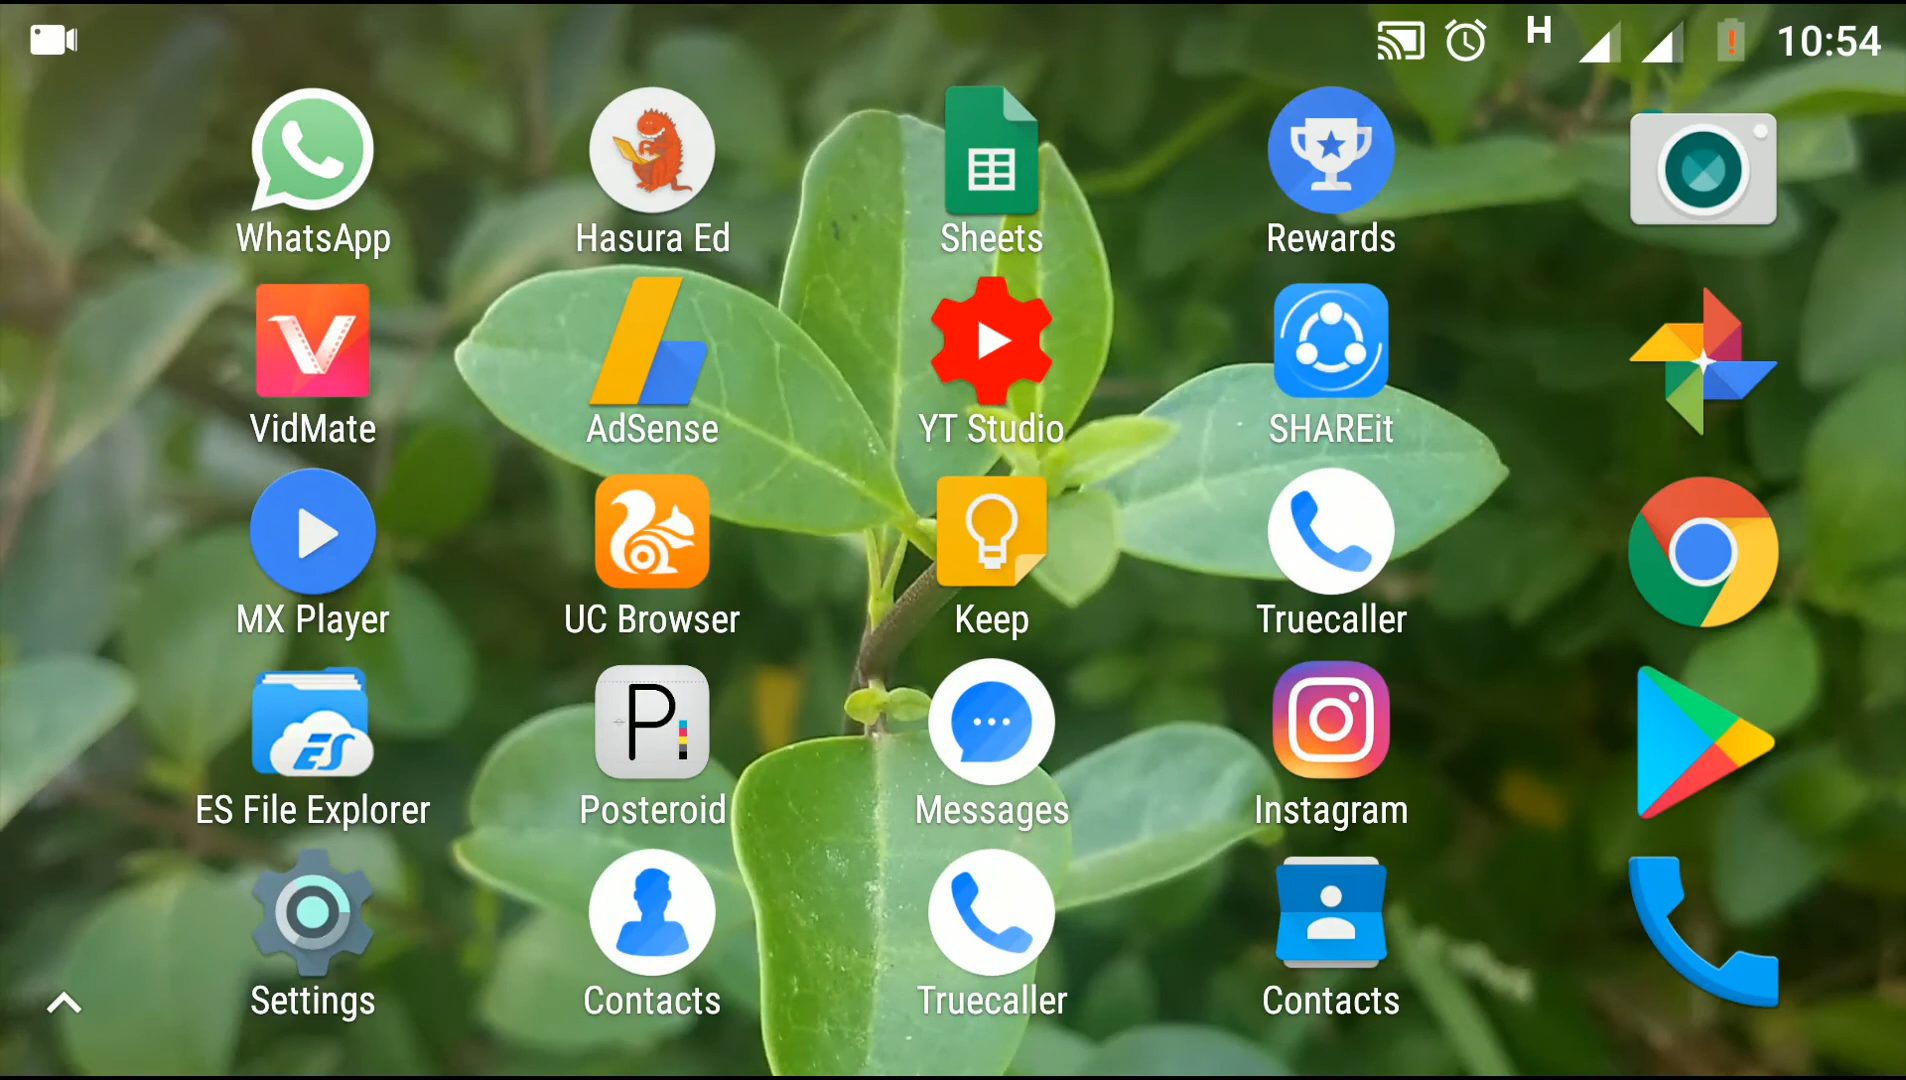 H 10:54
WhatsApp
Hasura Ed
Sheets
Rewards
VidMate
AdSense
YT Studio
SHAREit
MX Player
UC Browser
Keep
Truecaller
ES
P
ES File Explorer
Posteroid
Messages
Instagram
Settings
Contacts
Truecaller
Contacts